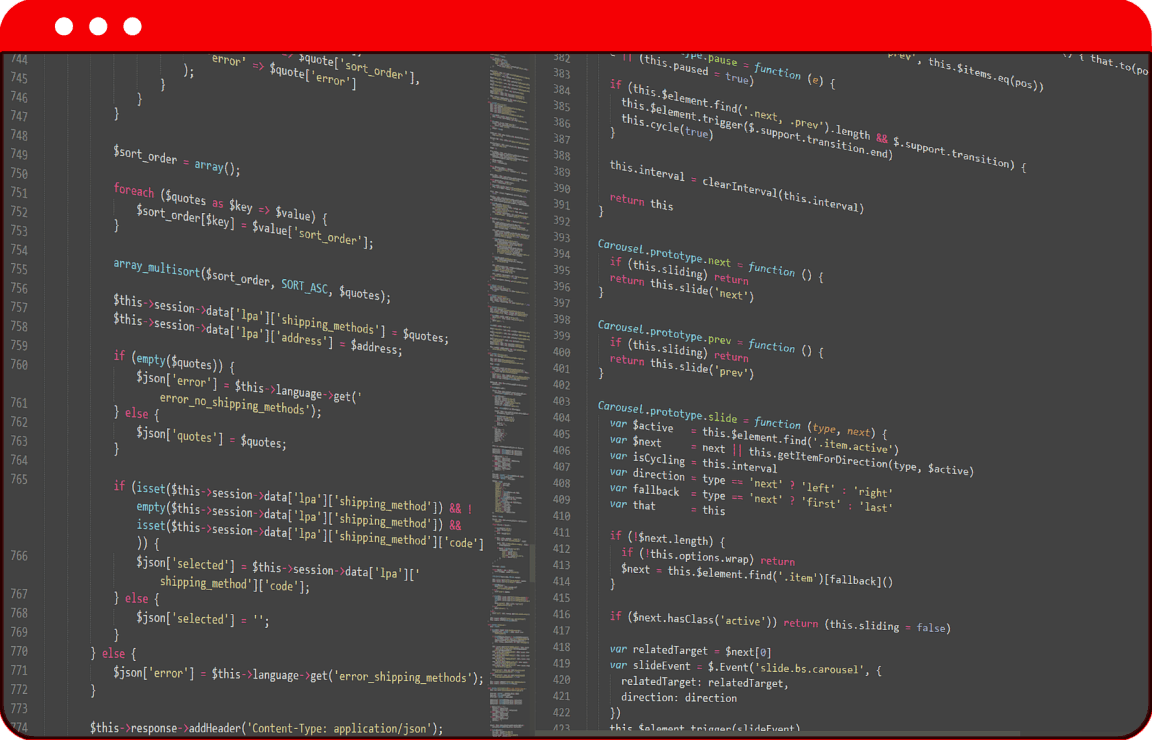 744
745
746
747
748
749
750
751
752
753
754
755
756
757
758
759
760
761
762
763
764
765
766
767
768
769
770
771
772
773
774
error' => $quote['sort_order'],
=> $quote['error']
);
}
}
}
$sort_order = array();
foreach ($quotes as $key => $value) {
$sort_order[$key] = $value['sort_order'];
}
array_multisort($sort_order, SORT_ASC, $quotes);
$this->session->data['lpa']['shipping_methods'] = $quotes;
$this->session->data['lpa']['address'] = $address;
if (empty($quotes)) {
$json['error'] = $this->language->get('
error_no_shipping_methods');
} else {
$json['quotes'] = $quotes;
}
if (isset($this->session->data['lpa']['shipping_method']) && !
empty($this->session->data['lpa']['shipping_method']) &&
isset($this->session->data['lpa']['shipping_method']['code']
)) {
$json['selected'] = $this->session->data['lpa']['
shipping_method']['code'];
} else {
$json['selected'] = '';
}
} else {
$json['error'] = $this->language->get('error_shipping_methods');
}
$this->response->addHeader('Content-Type: application/json');
382
383
384
385
386
387
388
389
390
391
392
393
394
395
396
397
398
399
400
401
402
403
404
405
406
407
408
409
410
411
412
413
414
415
416
417
418
419
420
421
422
423
prev', this.$items.eq(pos))
() { that.to(po
.pause = function (e) {
|| (this.paused = true)
if (this.$element.find('.next, .prev').length && $.support.transition) {
this.$element.trigger($.support.transition.end)
this.cycle(true)
}
this.interval = clearInterval(this.interval)
return this
}
Carousel.prototype.next = function () {
if (this.sliding) return
return this.slide('next')
}
Carousel.prototype.prev = function () {
if (this.sliding) return
return this.slide('prev')
}
Carousel.prototype.slide = function (type, next) {
var $active = this.$element.find('.item.active')
var $next = next || this.getItemForDirection(type, $active)
var isCycling = this.interval
var direction = type == 'next' ? 'left' : 'right'
var fallback = type == 'next' ? 'first' : 'last'
var that = this
if (!$next.length) {
if (!this.options.wrap) return
$next = this.$element.find('.item')[fallback]()
}
if ($next.hasClass('active')) return (this.sliding = false)
var relatedTarget = $next[0]
var slideEvent = $.Event('slide.bs.carousel', {
relatedTarget: relatedTarget,
direction: direction
})
this.$element.trigger(slideEvent)